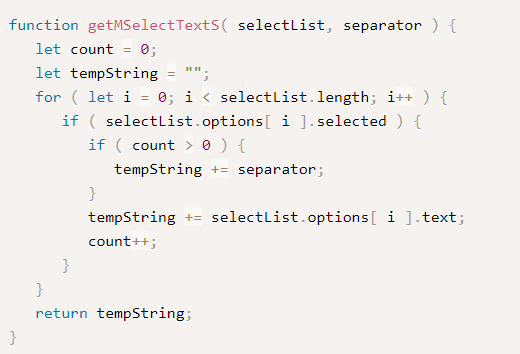 function getMSelectTextS( selectList, separator ) {
   let count = 0;
   let tempString = "";
   for ( let i = 0; i < selectList.length; i++ ) {
      if ( selectList.options[ i ].selected ) {
         if ( count > 0 ) {
            tempString += separator;
         }
         tempString += selectList.options[ i ].text;
         count++;
      }
   }
   return tempString;
}